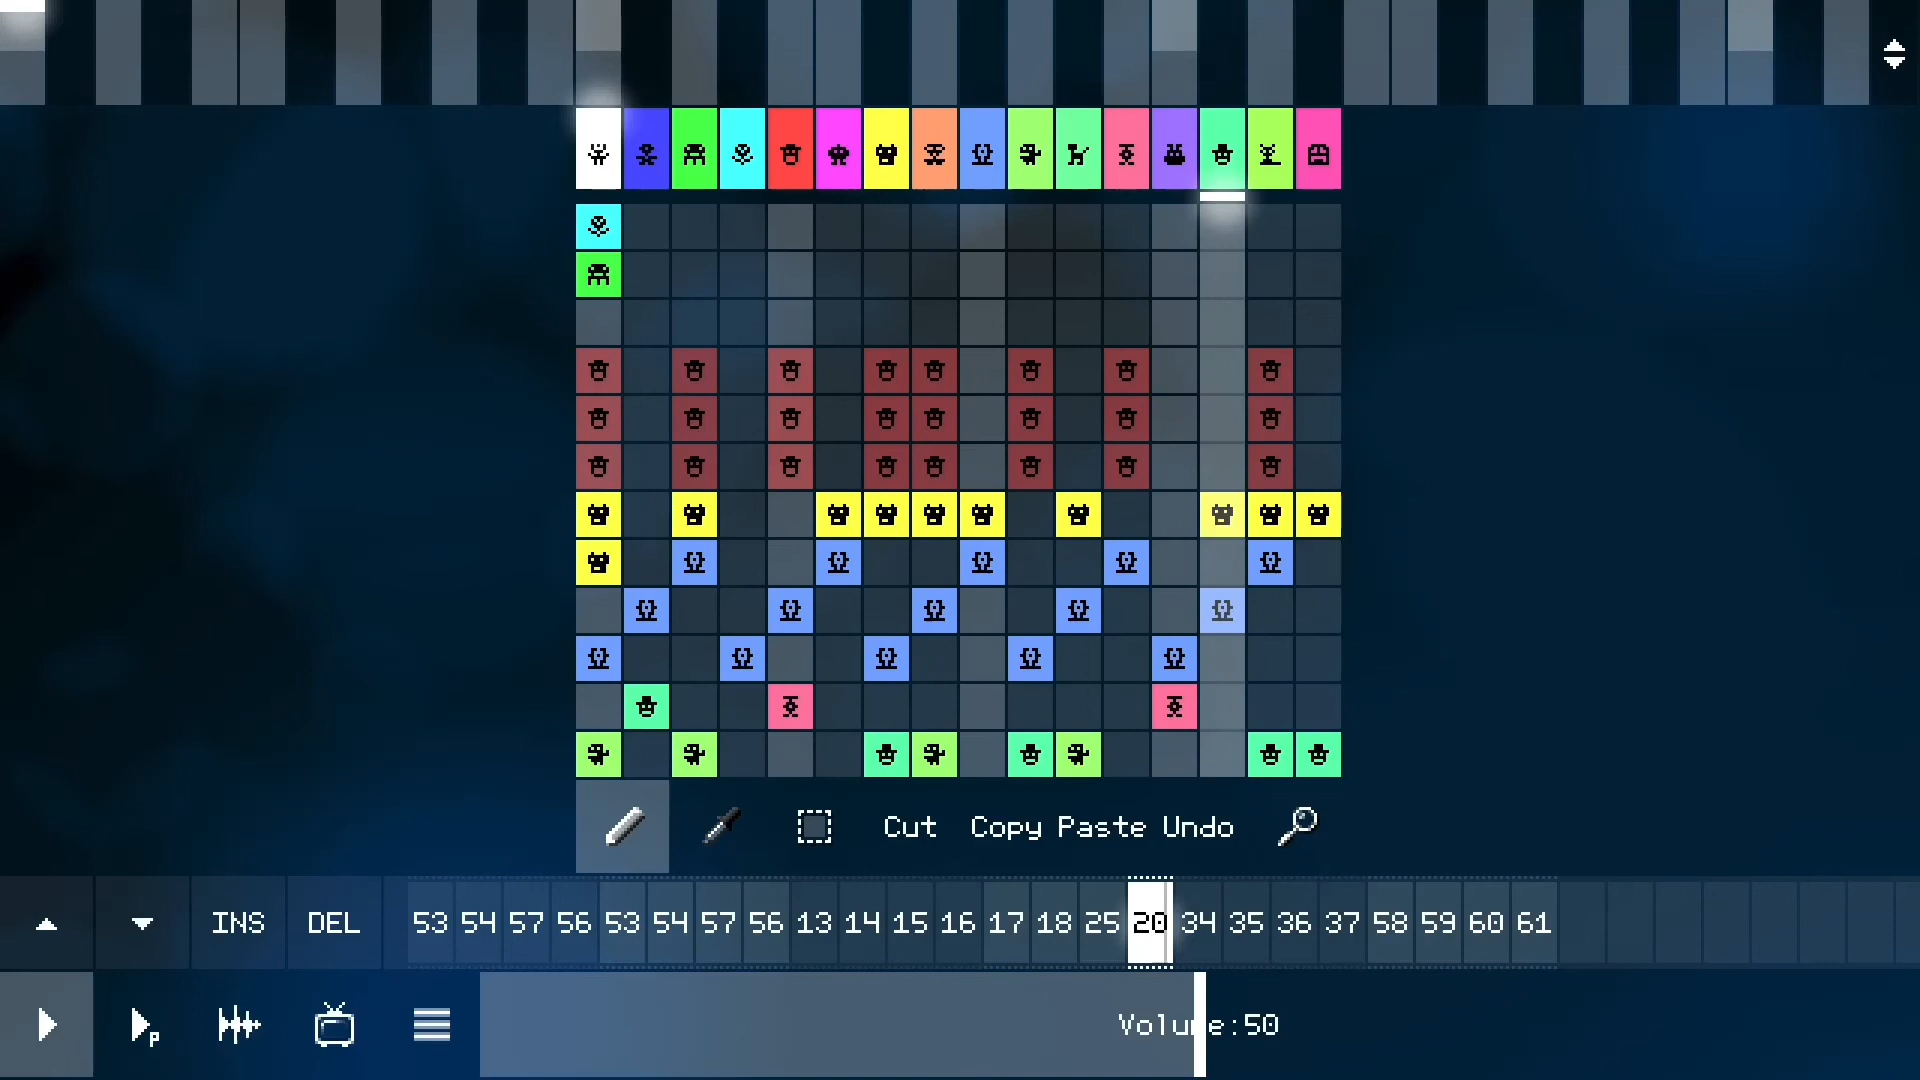 Cut Copy Paste Undo
INS DEL 53 54 57 56 53 54 57 56 13 14 15 16 17 18 25 20 34 35 36 37 58 59 60 61
P Volume:50